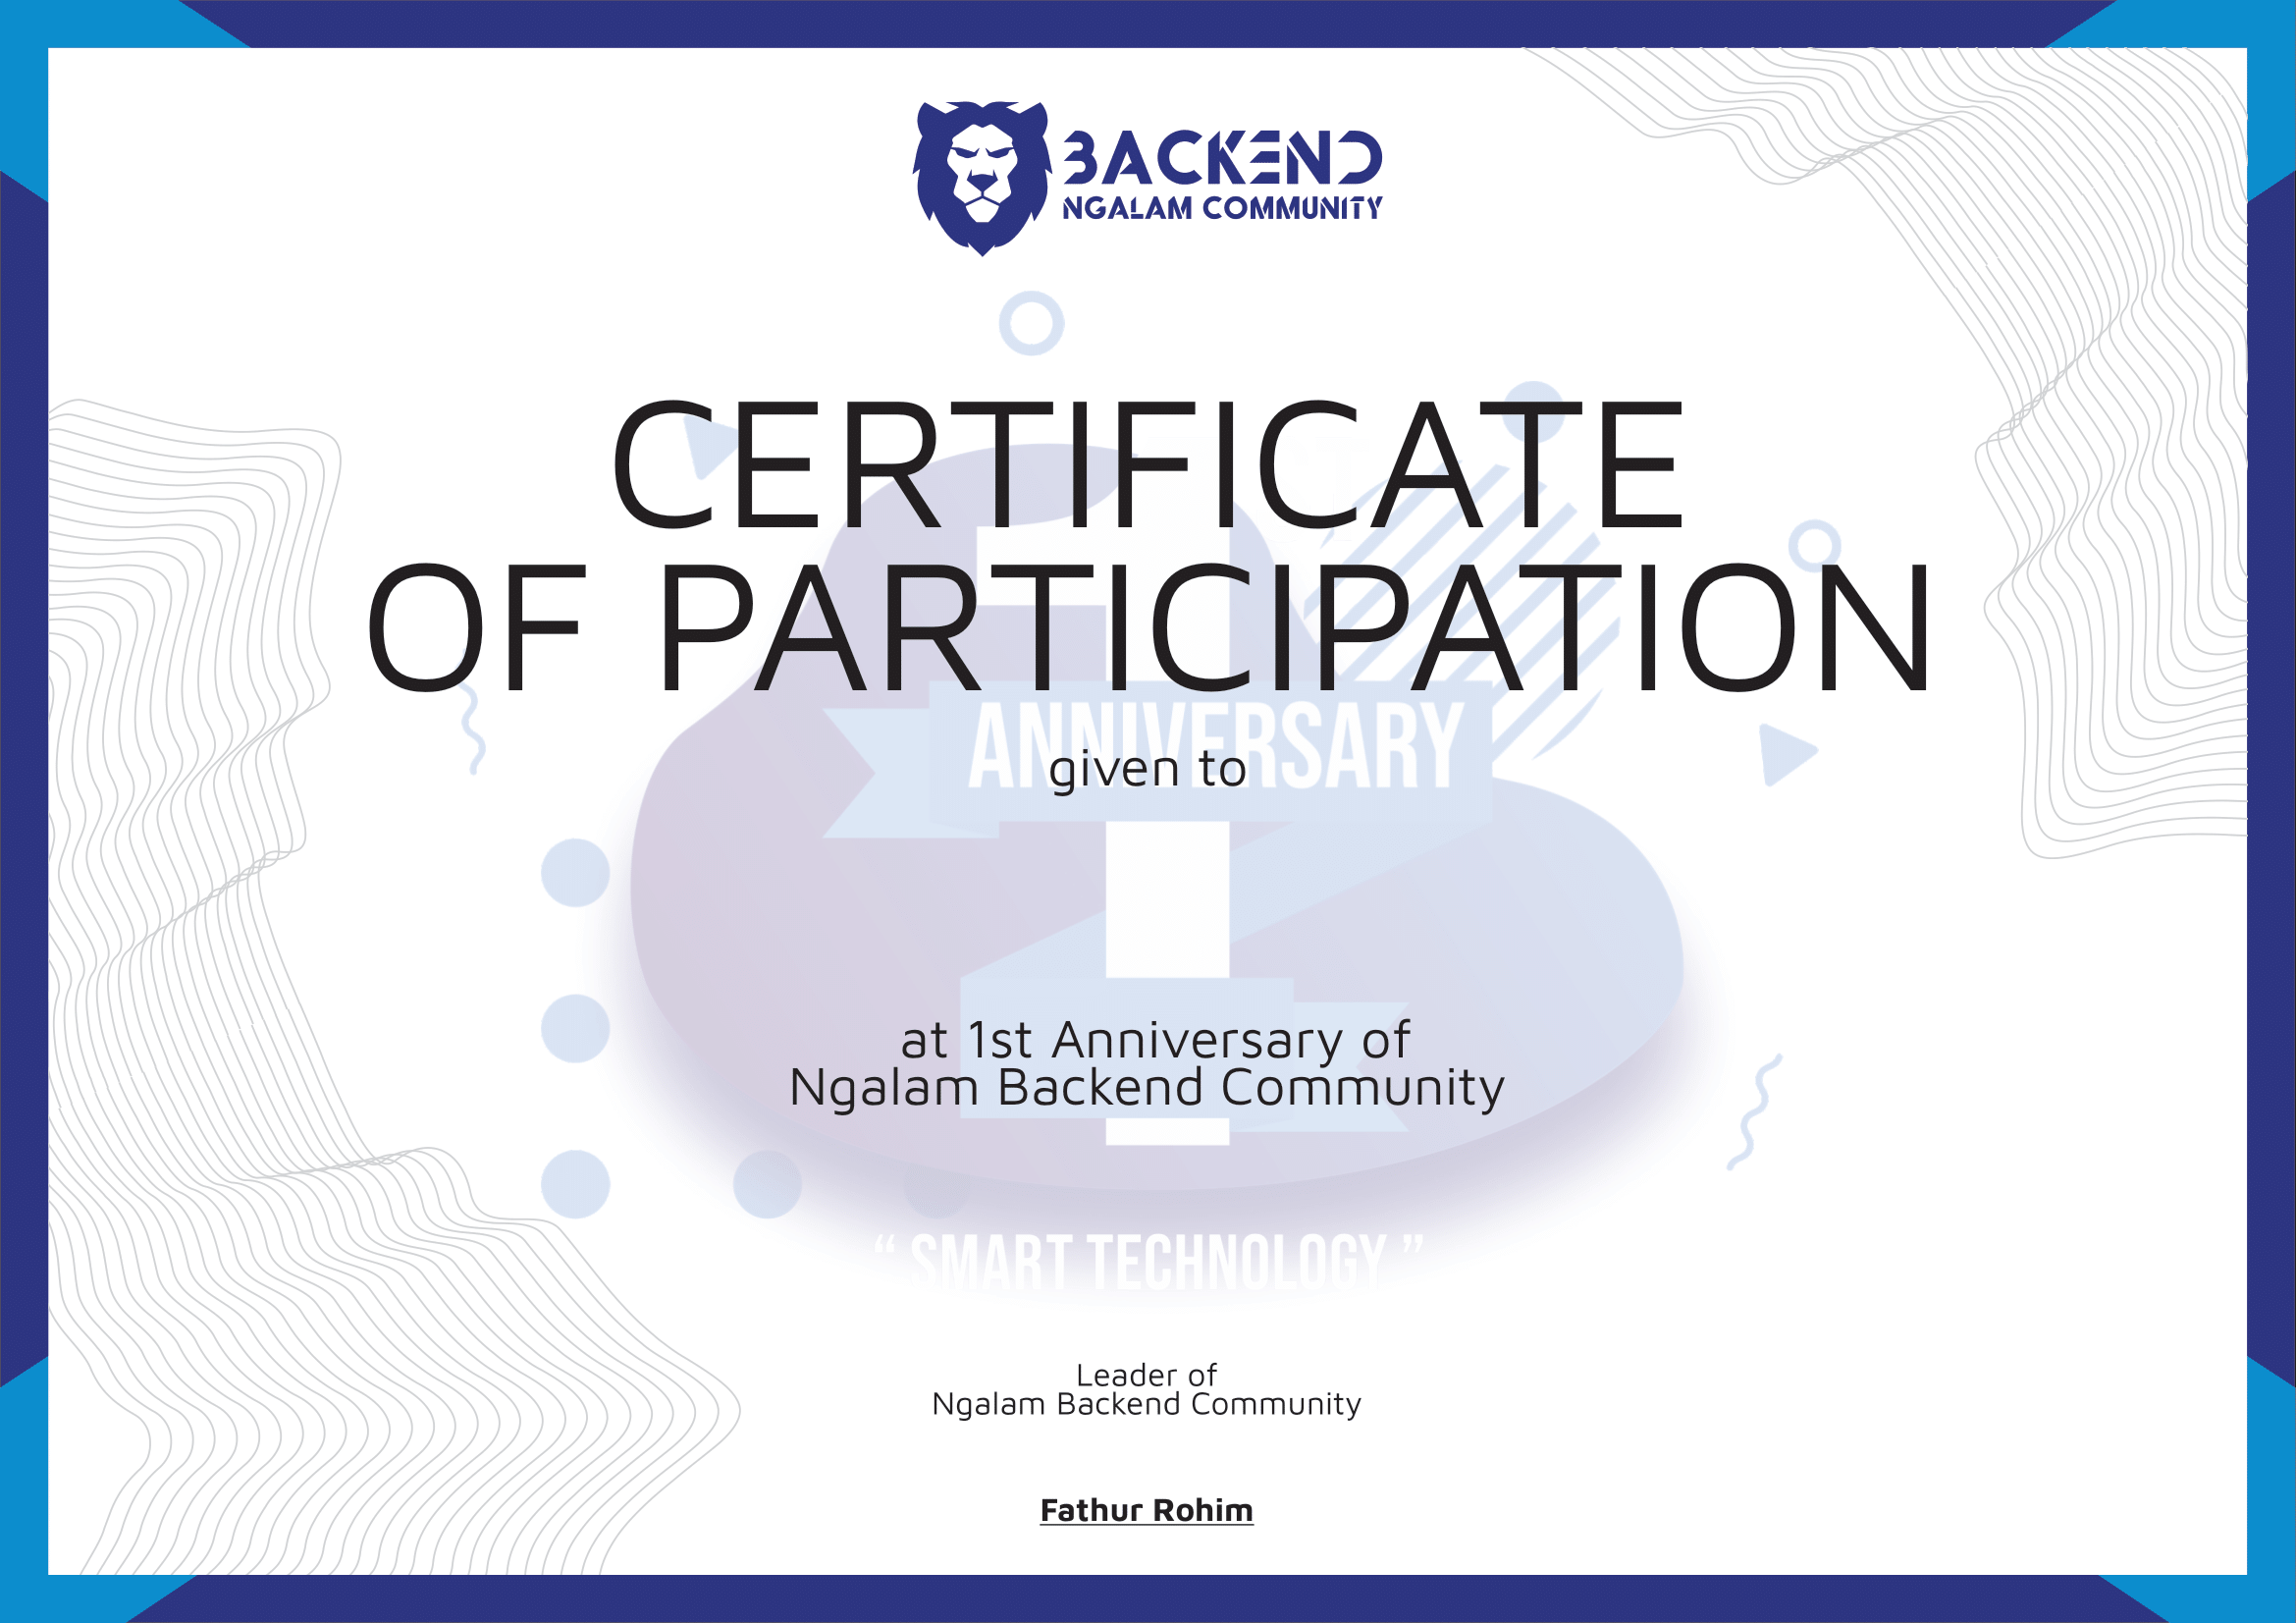 BACKEND
NGALAM COMMUNITY
CERTIFICATE
OF PARTICIPATION
ANNIVERSARY
given to
at 1st Anniversary of
Ngalam Backend Community
“ SMART TECHNOLOGY ”
Leader of
Ngalam Backend Community
Fathur Rohim